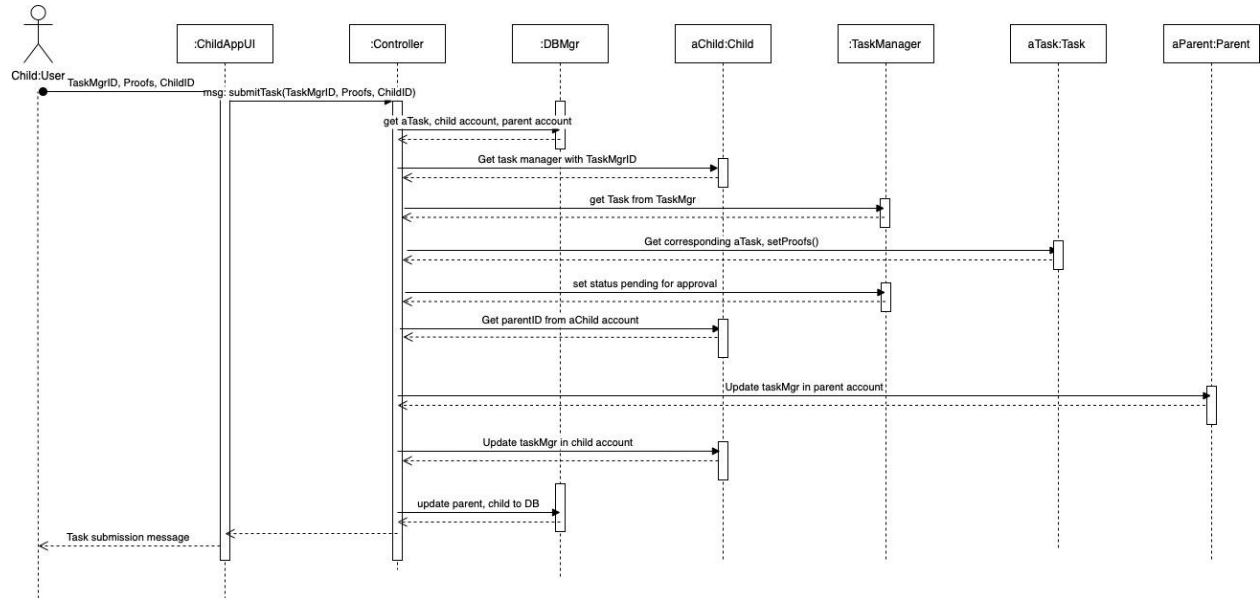 :ChildAppUI
:Controller
:DBMgr
aChild:Child
:TaskManager
aTask:Task
aParent:Parent
Child:User
TaskMgrID, Proofs, ChildID
msg: submitTask(TaskMgrID, Proofs, ChildID)
get aTask, child account, parent account
Get task manager with TaskMgrID
get Task from TaskMgr
Get corresponding aTask, setProofs()
set status pending for approval
Get parentID from aChild account
Update taskMgr in parent account
Update taskMgr in child account
update parent, child to DB
Task submission message